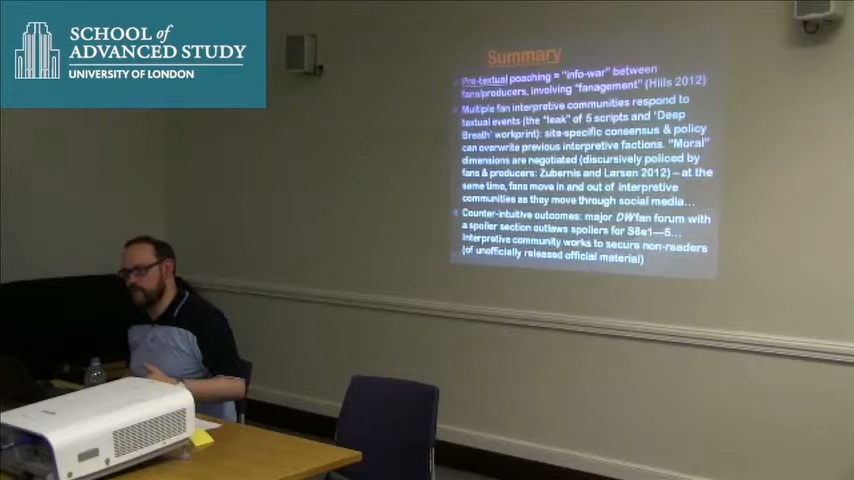 SCHOOL of
ADVANCED STUDY
UNIVERSITY OF LONDON
Summary
Pre-textual poaching = "info-war" between
fans/producers, involving "fanagement" (Hills 2012)
Multiple fan interpretive communities respond to
textual events (the "leak" of 5 scripts and 'Deep
Breath' workprint): site-specific consensus & policy
can overwrite previous interpretive factions. "Moral"
dimensions are negotiated (discursively policed by
fans & producers: Zubernis and Larsen 2012) – at the
same time, fans move in and out of interpretive
communities as they move through social media...
Counter-intuitive outcomes: major DW fan forum with
a spoiler section outlaws spoilers for S8e1—5...
Interpretive community works to secure non-readers
(of unofficially released official material)